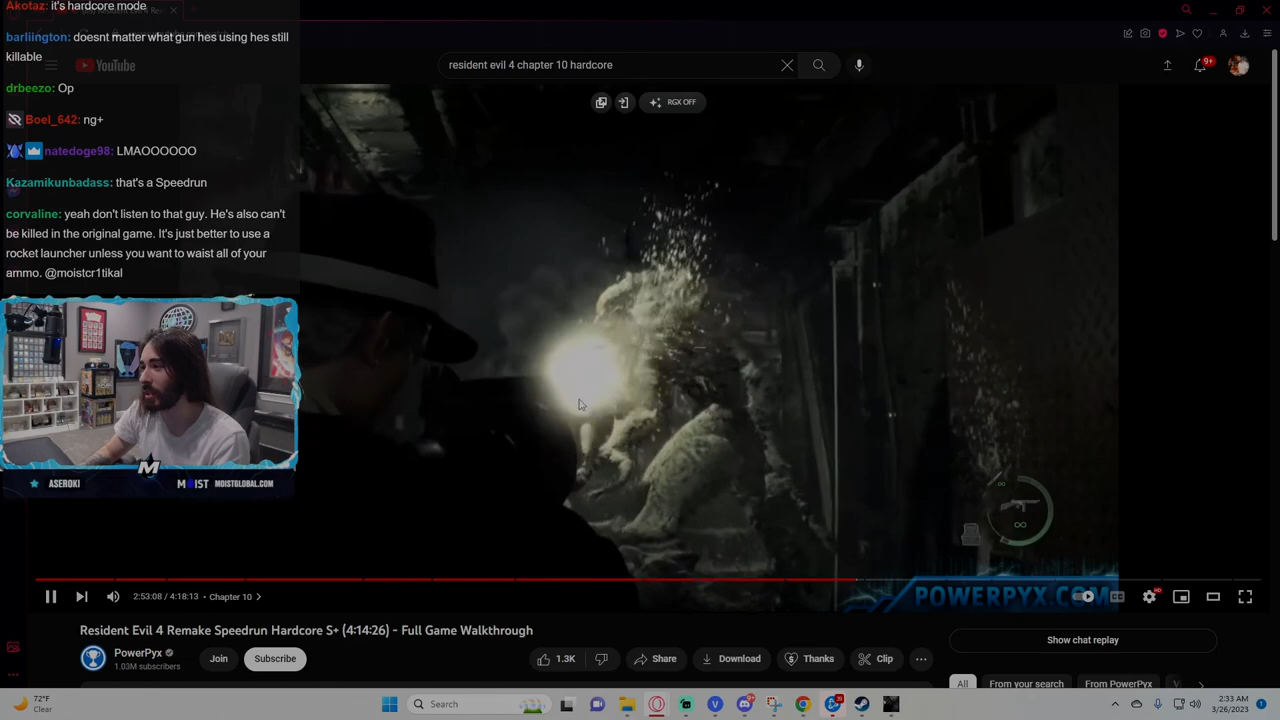 Akotaz: it's hardcore mode
barliington: doesnt matter what gun hes using hes still
killable
drbeezo: Op
Boel_642: ng+
natedoge98: LMAOOOOOO
Kazamikunbadass: that's a Speedrun
corvaline: yeah don't listen to that guy. He's also can't
be killed in the original game. It's just better to use a
rocket launcher unless you want to waist all of your
ammo. @moistcr1tikal
YouTube
resident evil 4 chapter 10 hardcore
9+
RGX OFF
ASEROKI
M
MOIST MOISTGLOBAL.COM
∞
∞
POWERPYX.COM
2:53:08 / 4:18:13 • Chapter 10
HD
Resident Evil 4 Remake Speedrun Hardcore S+ (4:14:26) - Full Game Walkthrough
PowerPyx
1.03M subscribers
Join
Subscribe
1.3K
Share
Download
Thanks
Clip
Show chat replay
All
From your search
From PowerPyx
72°F
Clear
Search
2:33 AM
3/26/2023